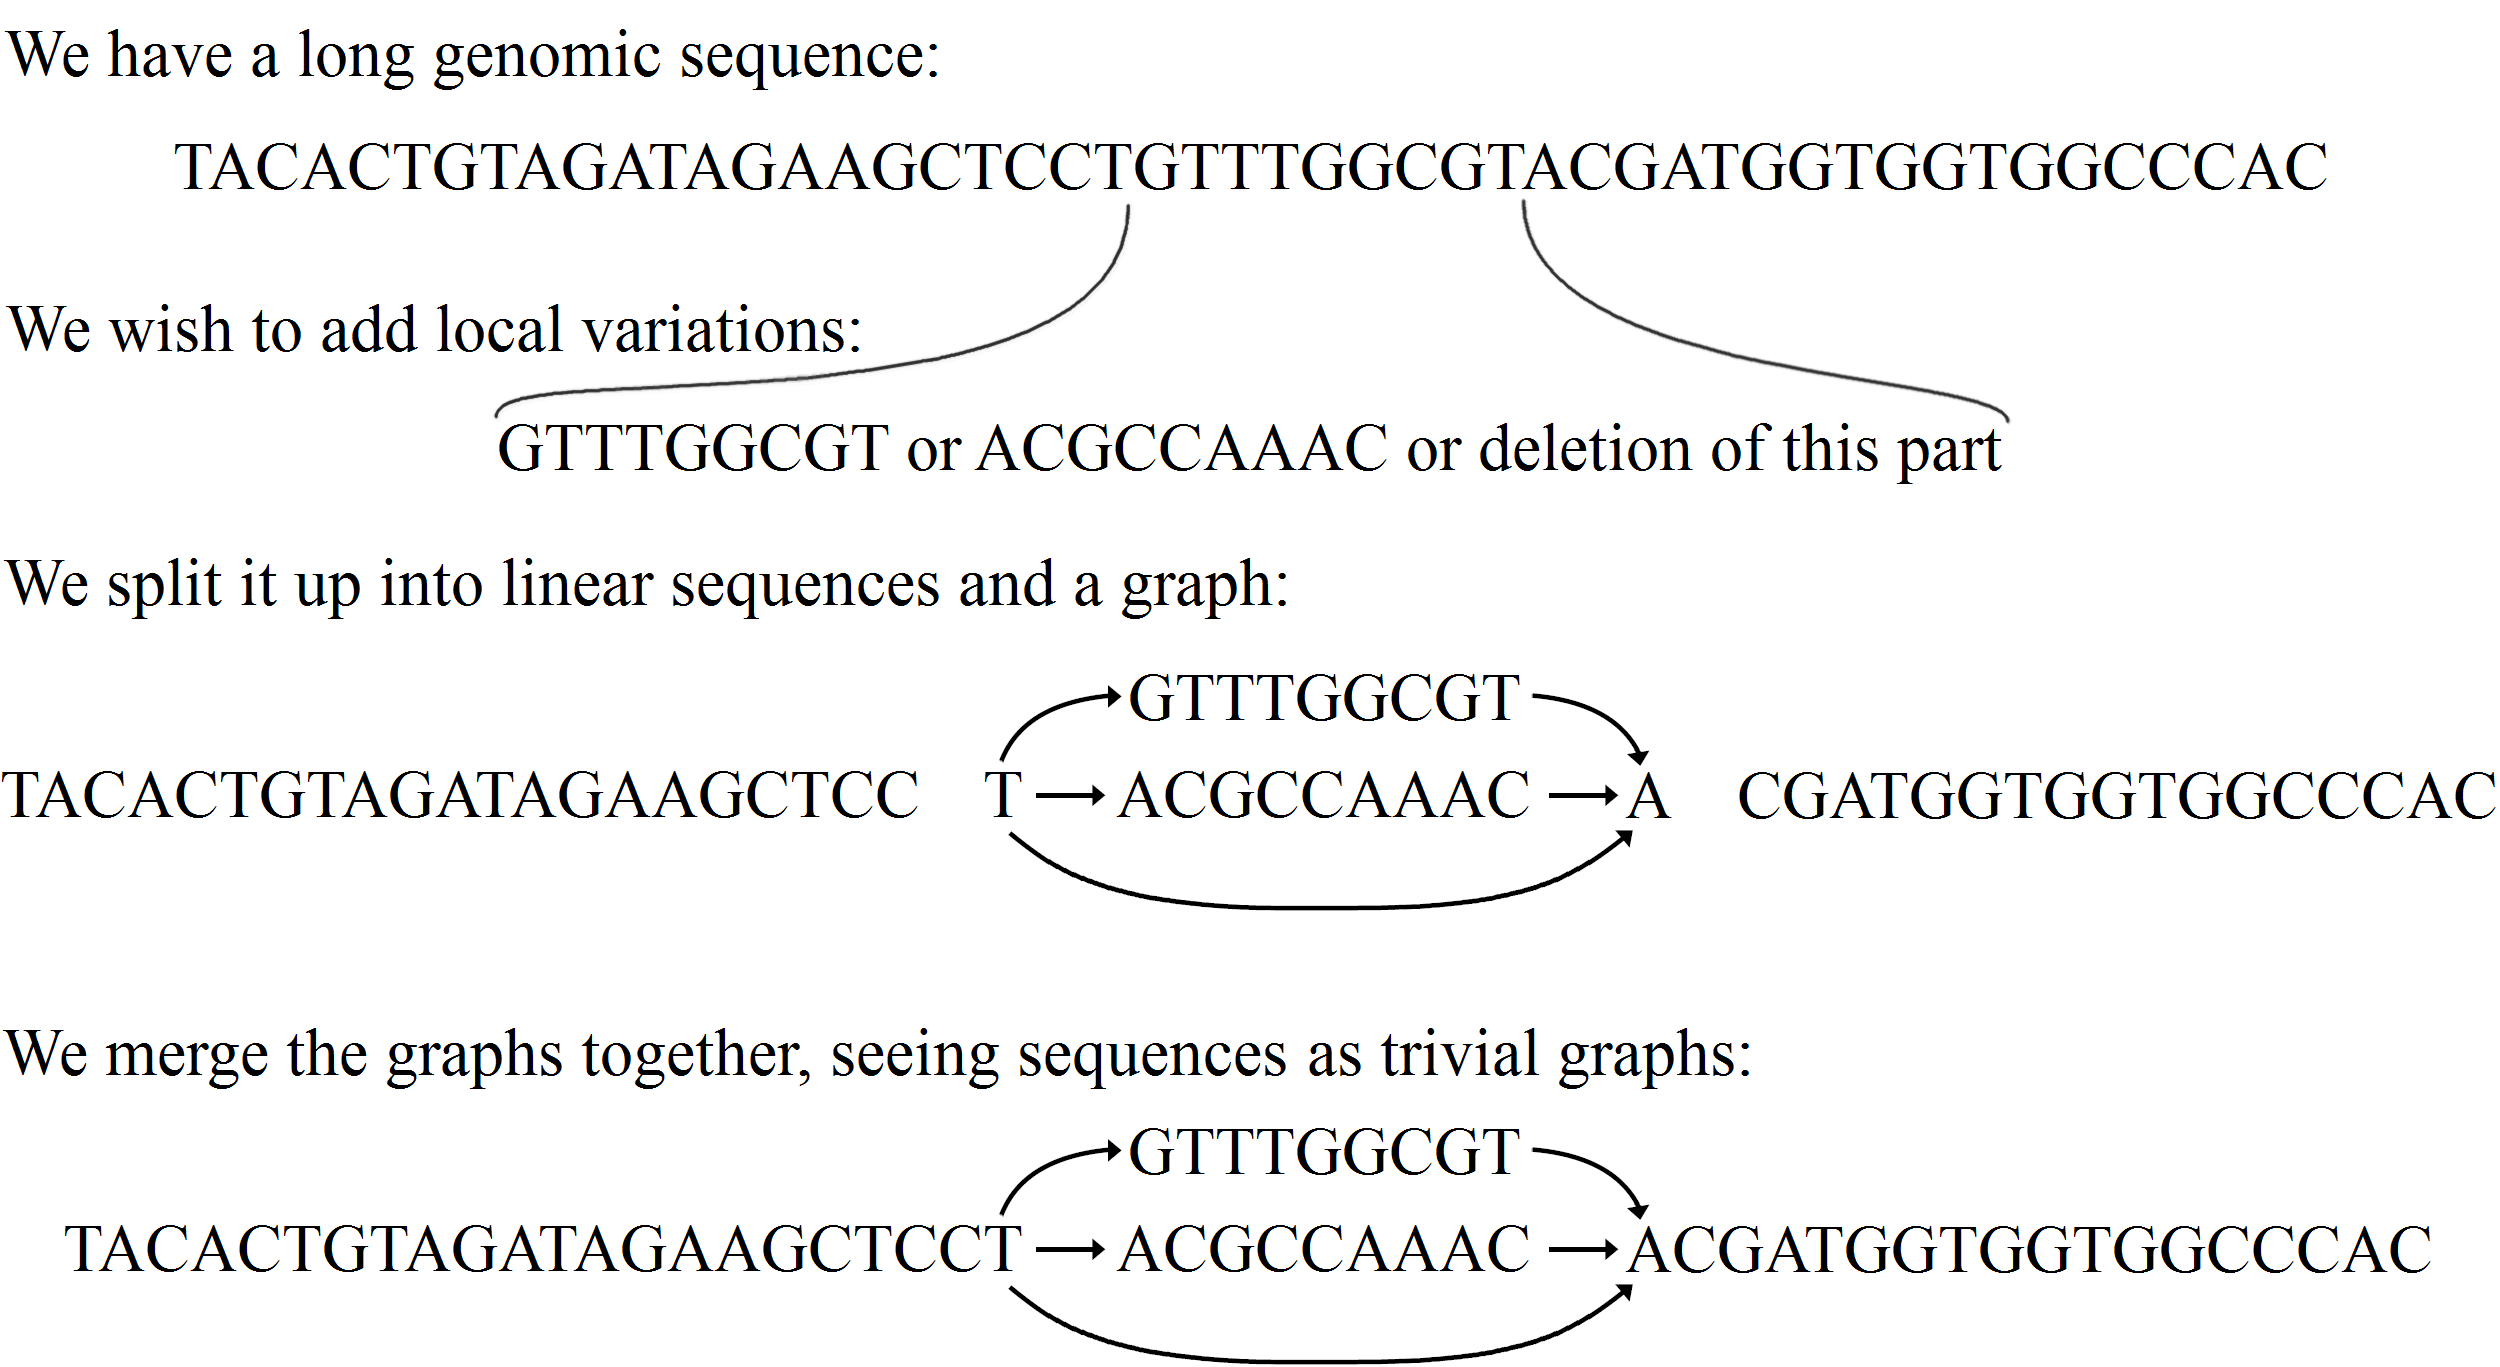 We have a long genomic sequence:
TACACTGTAGATAGAAGCTCCTGTTTGGCGTACGATGGTGGTGGCCCAC
We wish to add local variations:
GTTTGGCGT or ACGCCAAAC or deletion of this part
We split it up into linear sequences and a graph:
GTTTGGCGT
TACACTGTAGATAGAAGCTCC T ACGCCAAAC A CGATGGTGGTGGCCCAC
We merge the graphs together, seeing sequences as trivial graphs:
GTTTGGCGT
TACACTGTAGATAGAAGCTCCT ACGCCAAAC ACGATGGTGGTGGCCCAC